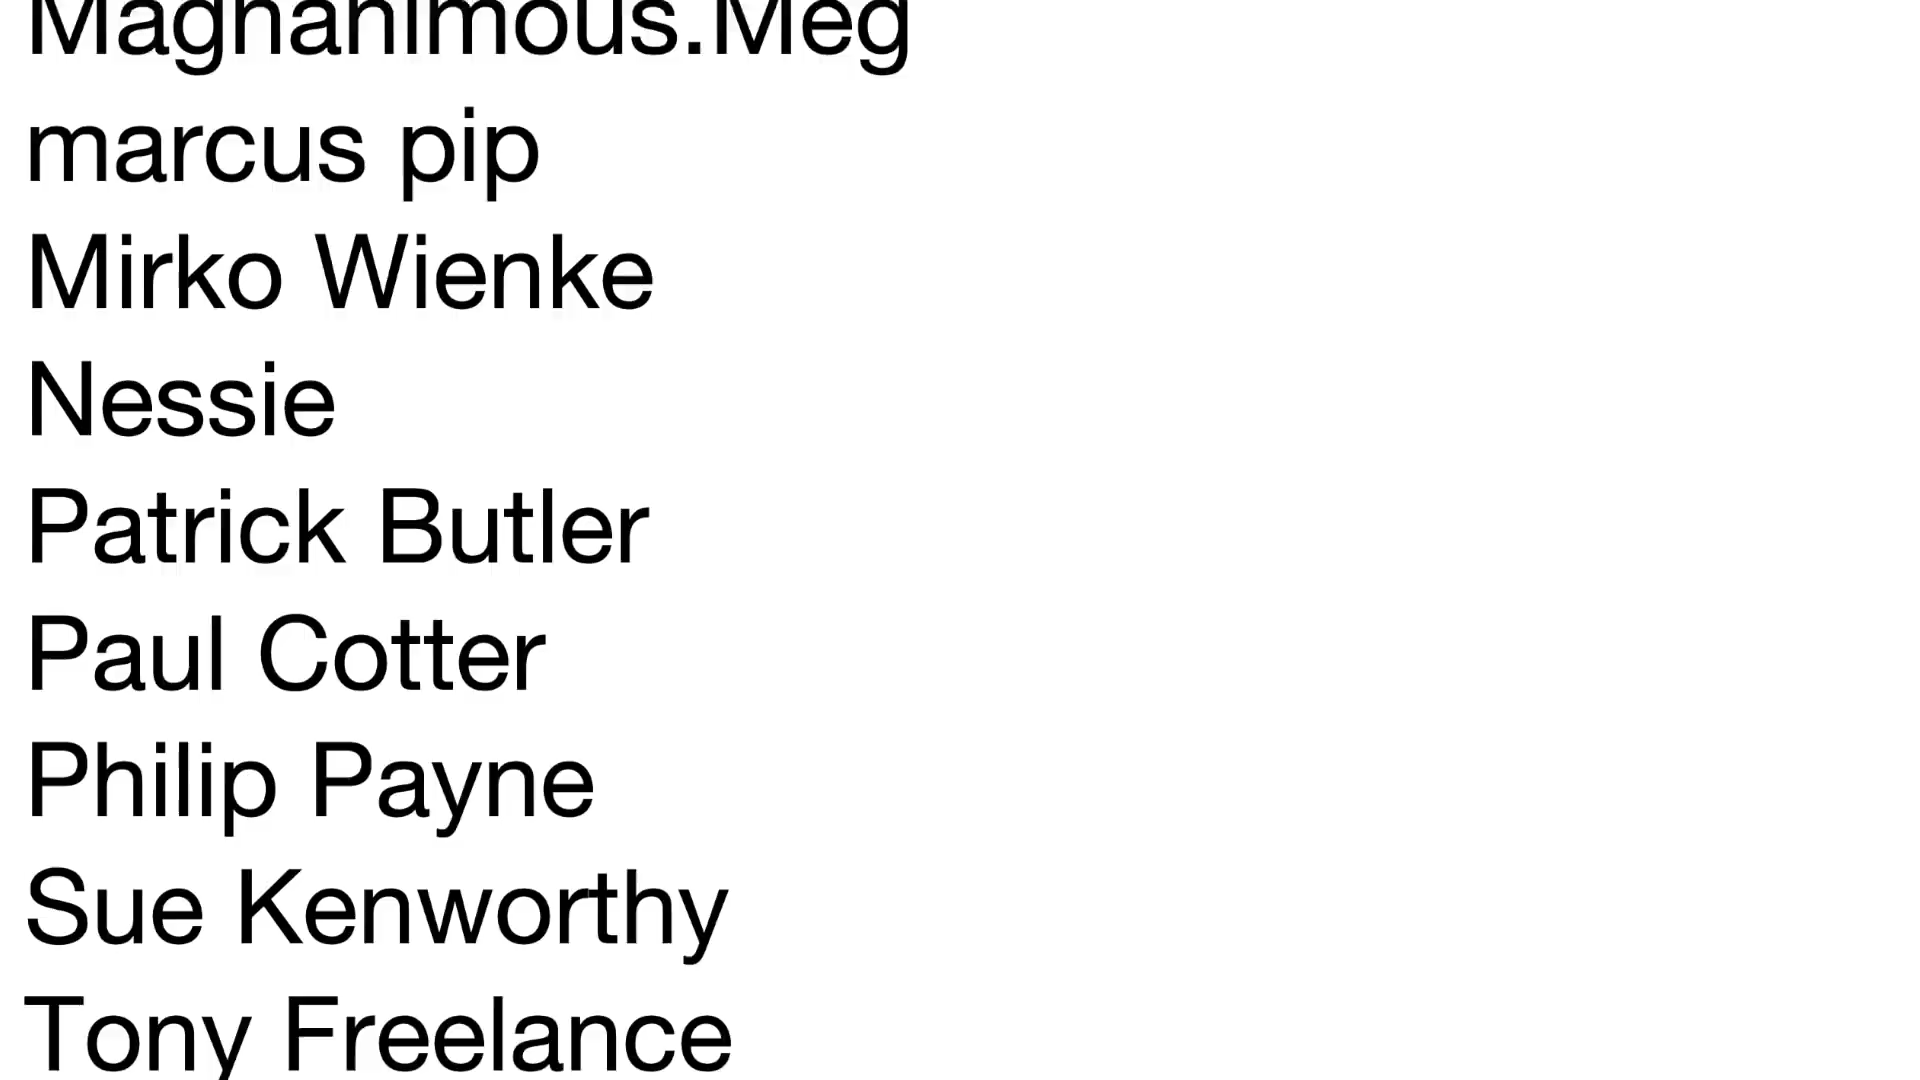 Magnanimous.Meg
marcus pip
Mirko Wienke
Nessie
Patrick Butler
Paul Cotter
Philip Payne
Sue Kenworthy
Tony Freelance